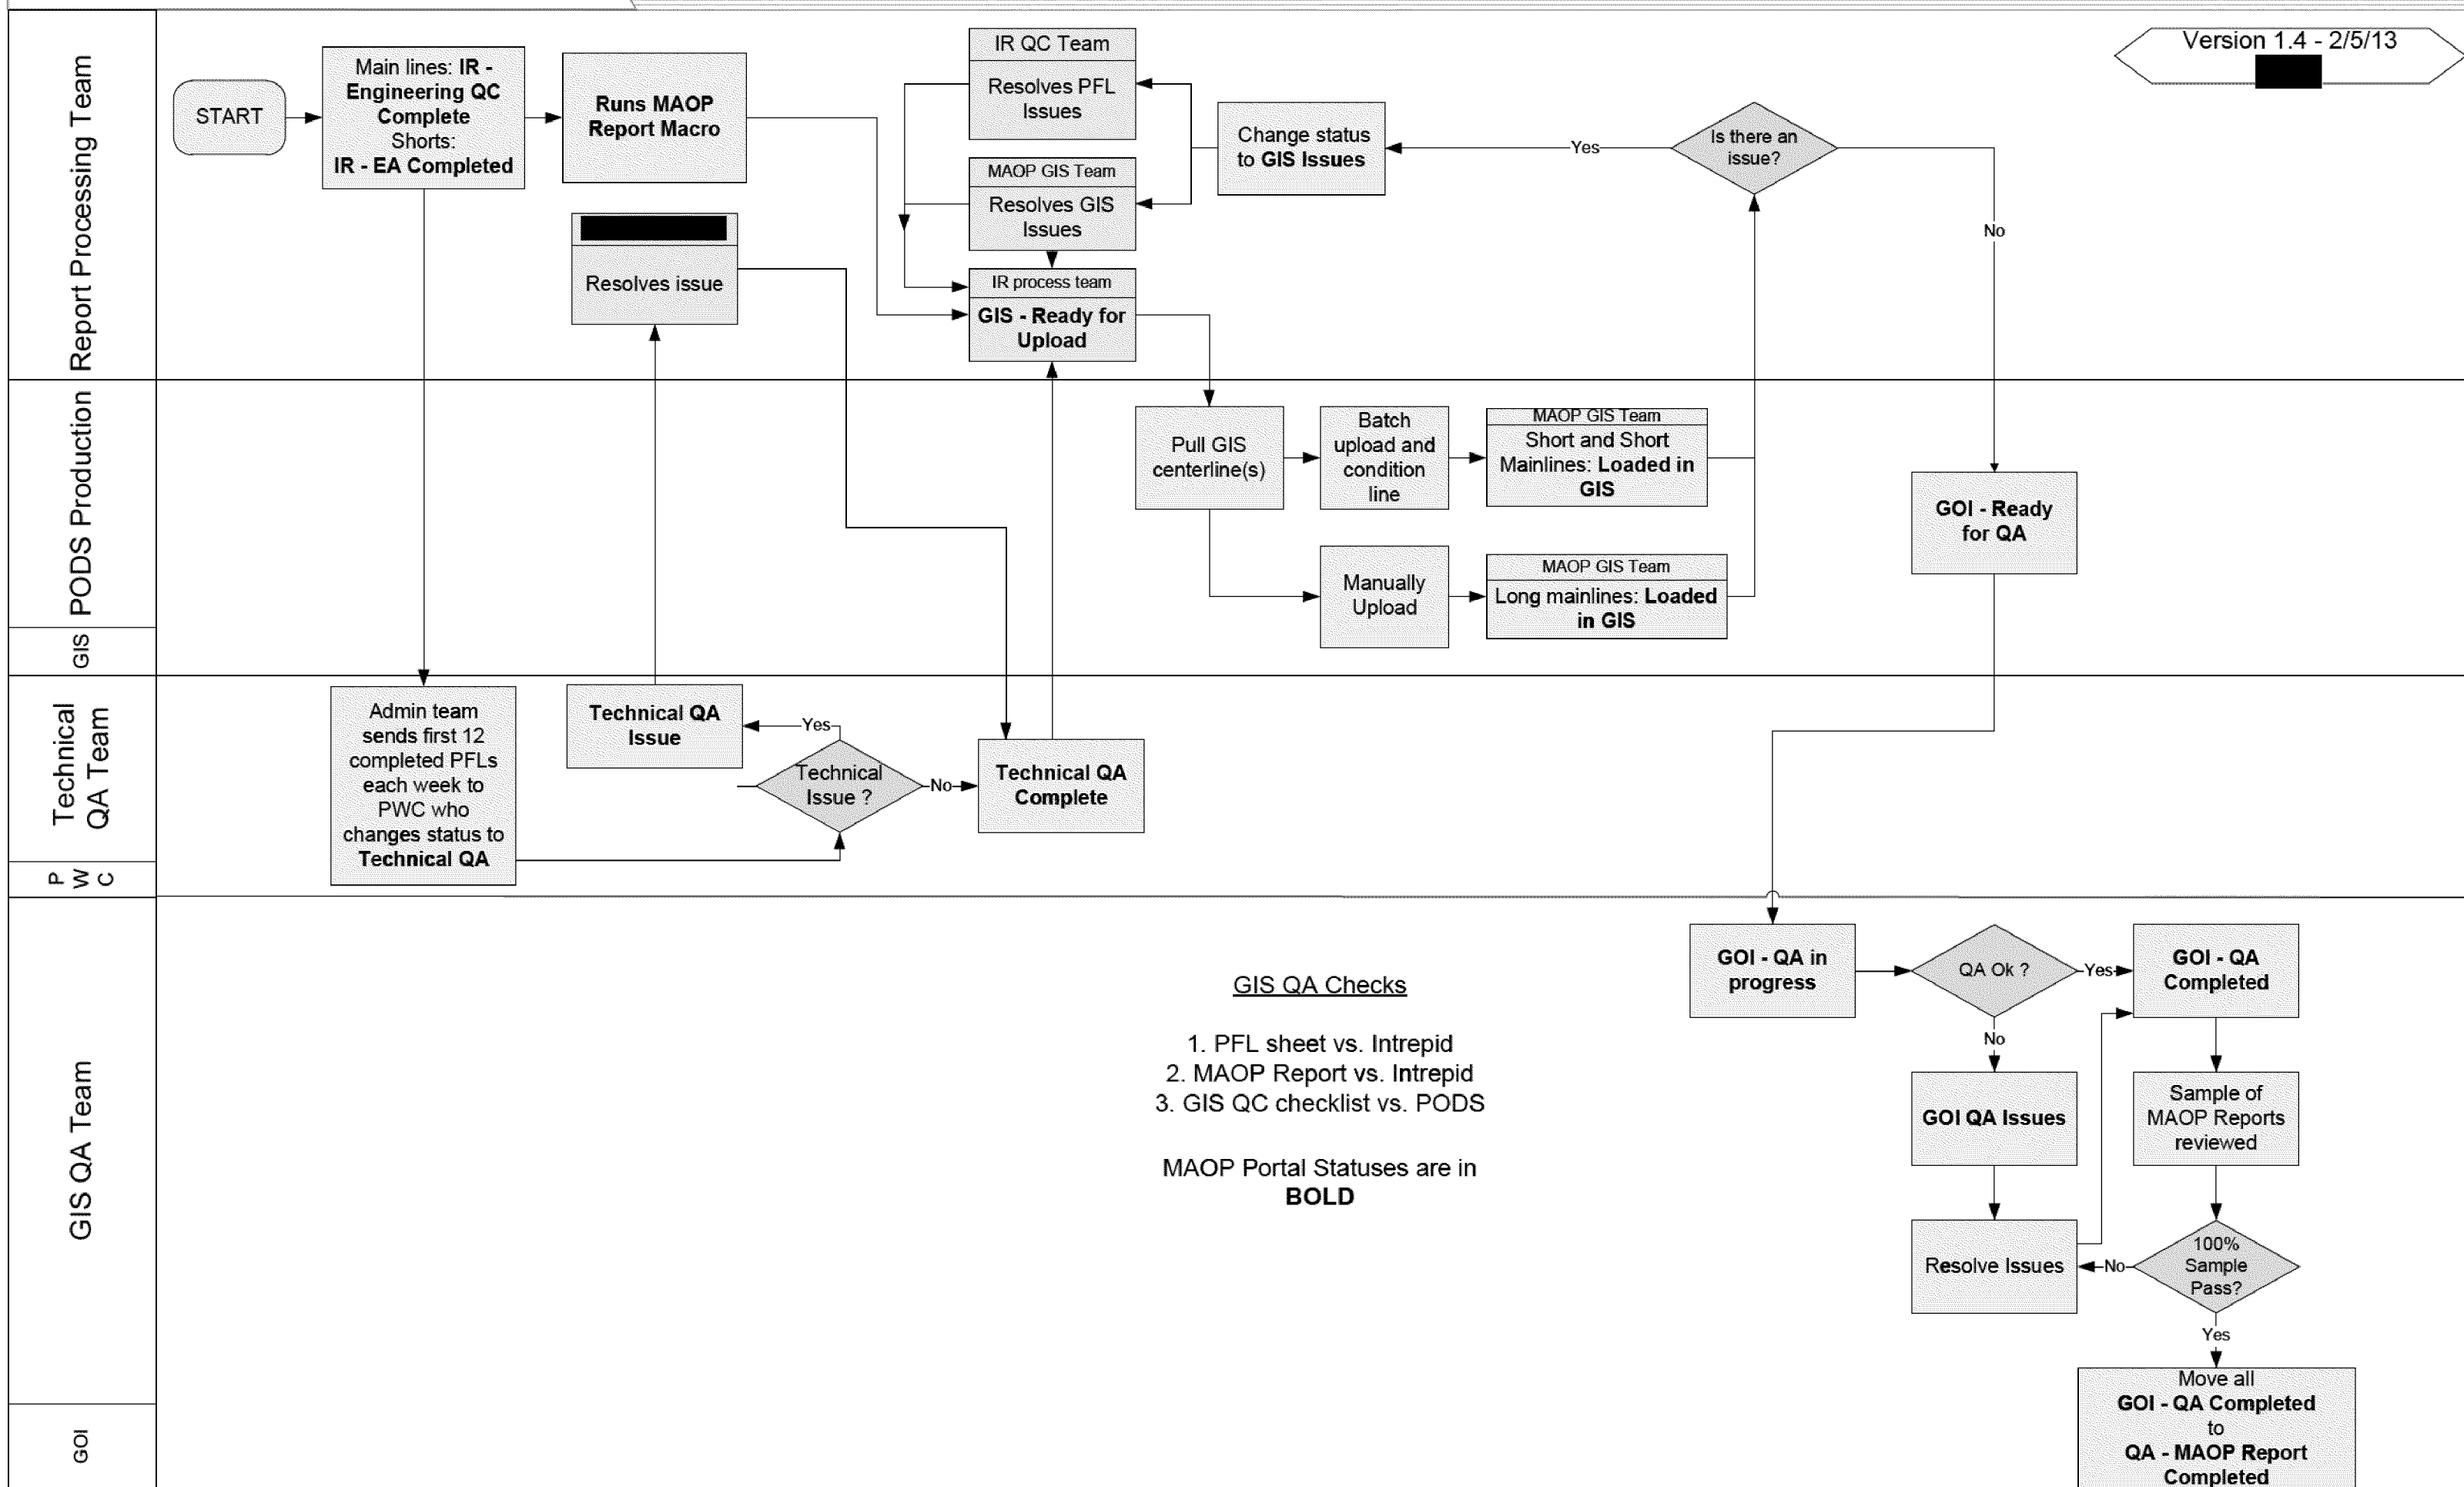 Version 1.4 - 2/5/13
Report Processing Team
START
Main lines: IR -
Engineering QC
Complete
Shorts:
IR - EA Completed
Runs MAOP
Report Macro
IR QC Team
Resolves PFL
Issues
MAOP GIS Team
Resolves GIS
Issues
IR process team
GIS - Ready for
Upload
Change status
to GIS Issues
Yes
Is there an
issue?
No
Resolves issue
PODS Production
GIS
Pull GIS
centerline(s)
Batch
upload and
condition
line
MAOP GIS Team
Short and Short
Mainlines: Loaded in
GIS
Manually
Upload
MAOP GIS Team
Long mainlines: Loaded
in GIS
GOI - Ready
for QA
Technical
QA Team
P
W
C
Admin team
sends first 12
completed PFLs
each week to
PWC who
changes status to
Technical QA
Technical QA
Issue
Yes
Technical
Issue ?
No
Technical QA
Complete
GIS QA Team
GOI
GIS QA Checks
1. PFL sheet vs. Intrepid
2. MAOP Report vs. Intrepid
3. GIS QC checklist vs. PODS
MAOP Portal Statuses are in
BOLD
GOI - QA in
progress
QA Ok ?
Yes
GOI - QA
Completed
No
GOI QA Issues
Sample of
MAOP Reports
reviewed
Resolve Issues
No
100%
Sample
Pass?
Yes
Move all
GOI - QA Completed
to
QA - MAOP Report
Completed